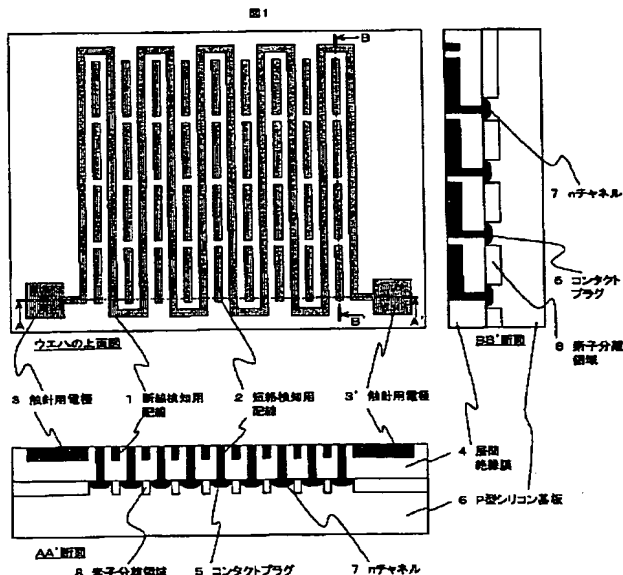 図1
B
B'
A
A'
ウエハの上面図
BB'断面
7 nチャネル
5 コンタクト
プラグ
8 素子分離
領域
3 触針用電極
1 断線検知用
配線
2 短絡検知用
配線
3' 触針用電極
4 層間
絶縁膜
6 P型シリコン基板
AA'断面
8 素子分離領域
5 コンタクトプラグ
7 nチャネル